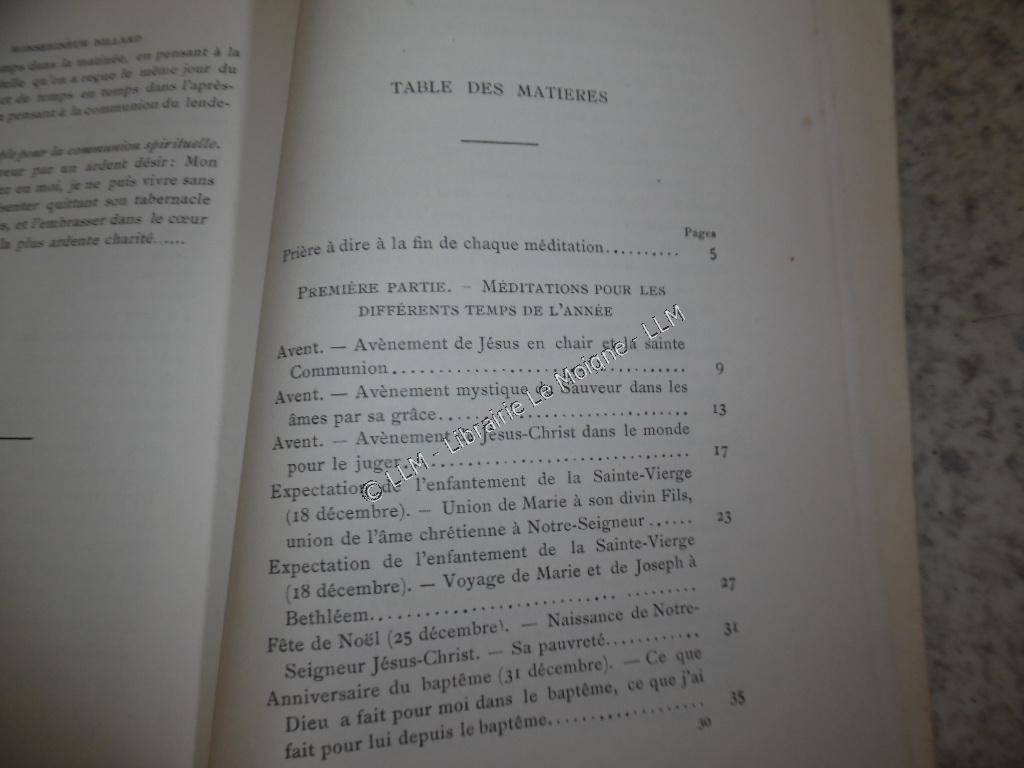 MONSEIGNEUR BILLARD
mps dans la matinée, en pensant à la
elle qu'on a reçue le même jour du
et de temps en temps dans l'après-
n pensant à la communion du lende-
ple pour la communion spirituelle.
veur par un ardent désir : Mon
ez en moi, je ne puis vivre sans
senter quittant son tabernacle
s, et l'embrasser dans le cœur
la plus ardente charité......
TABLE DES MATIERES
Pages
Prière à dire à la fin de chaque méditation.......... 5
PREMIÈRE PARTIE. – MÉDITATIONS POUR LES
DIFFÉRENTS TEMPS DE L'ANNÉE
Avent. — Avènement de Jésus en chair et à sainte
Communion.................................... 9
Avent. — Avènement mystique du Sauveur dans les
âmes par sa grâce............................. 13
Avent. — Avènement de Jésus-Christ dans le monde
pour le juger................................. 17
Expectation de l'enfantement de la Sainte-Vierge
(18 décembre). — Union de Marie à son divin Fils,
union de l'âme chrétienne à Notre-Seigneur...... 23
Expectation de l'enfantement de la Sainte-Vierge
(18 décembre). — Voyage de Marie et de Joseph à
Bethléem...................................... 27
Fête de Noël (25 décembre). — Naissance de Notre-
Seigneur Jésus-Christ. — Sa pauvreté........... 31
Anniversaire du baptême (31 décembre). — Ce que
Dieu a fait pour moi dans le baptême, ce que j'ai
fait pour lui depuis le baptême................ 35
30
© LLM - Librairie Le Moigne - LLM